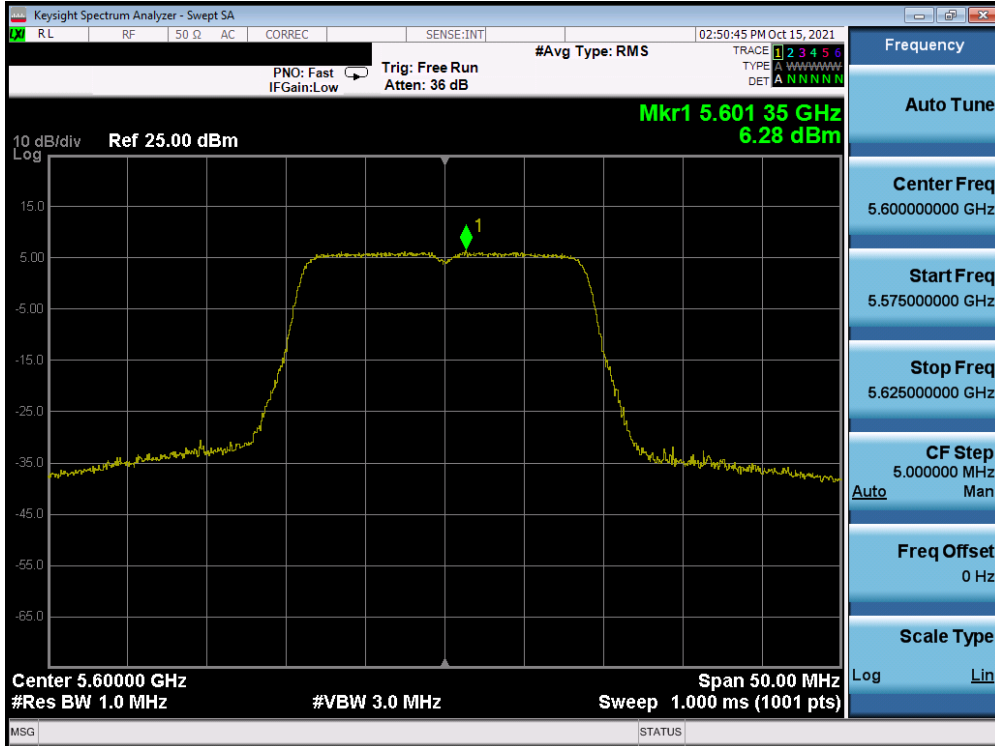 Keysight Spectrum Analyzer - Swept SA
LXI RL RF 50 Ω AC CORREC SENSE:INT 02:50:45 PM Oct 15, 2021
#Avg Type: RMS
TRACE 1 2 3 4 5 6
PNO: Fast Trig: Free Run
TYPE A WWWWW
IFGain:Low Atten: 36 dB
DET A N N N N N
Mkr1 5.601 35 GHz
6.28 dBm
10 dB/div Ref 25.00 dBm
Log
15.0
1
5.00
-5.00
-15.0
-25.0
-35.0
-45.0
-55.0
-65.0
Center 5.60000 GHz Span 50.00 MHz
#Res BW 1.0 MHz #VBW 3.0 MHz Sweep 1.000 ms (1001 pts)
MSG STATUS
Frequency
Auto Tune
Center Freq
5.600000000 GHz
Start Freq
5.575000000 GHz
Stop Freq
5.625000000 GHz
CF Step
5.000000 MHz
Auto Man
Freq Offset
0 Hz
Scale Type
Log Lin